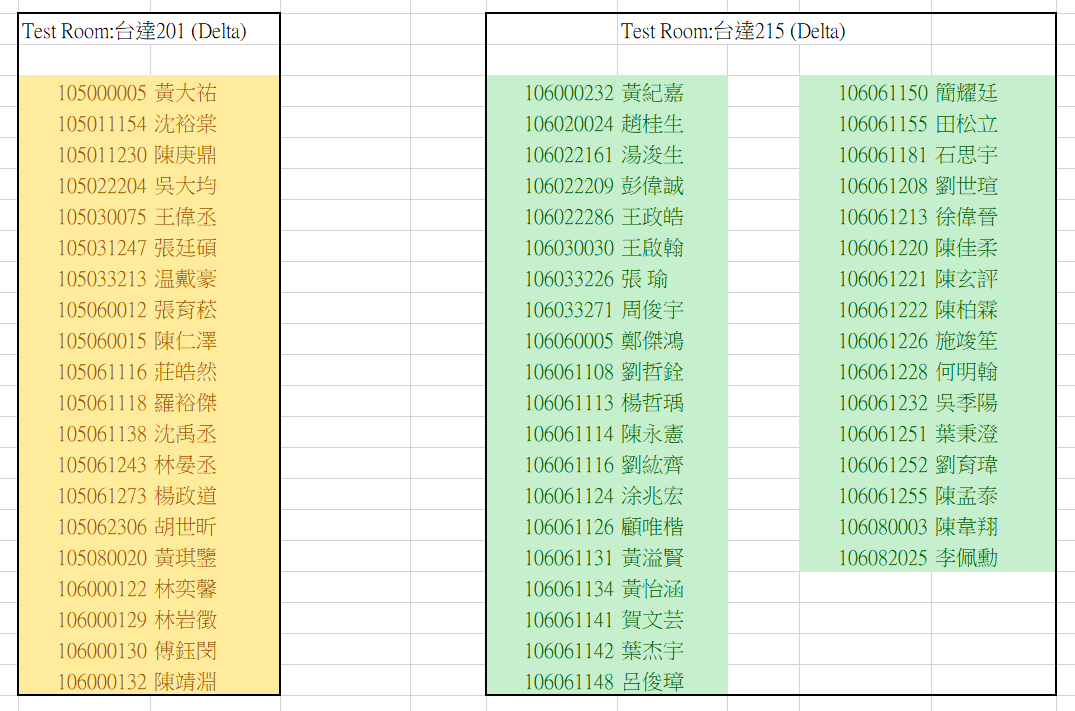 Test Room:台達201 (Delta)
105000005 黃大祐
105011154 沈裕棠
105011230 陳庚鼎
105022204 吳大均
105030075 王偉丞
105031247 張廷碩
105033213 温戴豪
105060012 張育菘
105060015 陳仁澤
105061116 莊皓然
105061118 羅裕傑
105061138 沈禹丞
105061243 林晏丞
105061273 楊政道
105062306 胡世昕
105080020 黃琪鑒
106000122 林奕馨
106000129 林岩徵
106000130 傅鈺閔
106000132 陳靖淵
Test Room:台達215 (Delta)
106000232 黃紀嘉
106020024 趙桂生
106022161 湯浚生
106022209 彭偉誠
106022286 王政皓
106030030 王啟翰
106033226 張 瑜
106033271 周俊宇
106060005 鄭傑鴻
106061108 劉哲銓
106061113 楊哲瑀
106061114 陳永憲
106061116 劉紘齊
106061124 涂兆宏
106061126 顧唯楷
106061131 黃溢賢
106061134 黃怡涵
106061141 賀文芸
106061142 葉杰宇
106061148 呂俊璋
106061150 簡耀廷
106061155 田松立
106061181 石思宇
106061208 劉世瑄
106061213 徐偉晉
106061220 陳佳柔
106061221 陳玄評
106061222 陳柏霖
106061226 施竣笙
106061228 何明翰
106061232 吳季陽
106061251 葉秉澄
106061252 劉育瑋
106061255 陳孟泰
106080003 陳韋翔
106082025 李佩勳